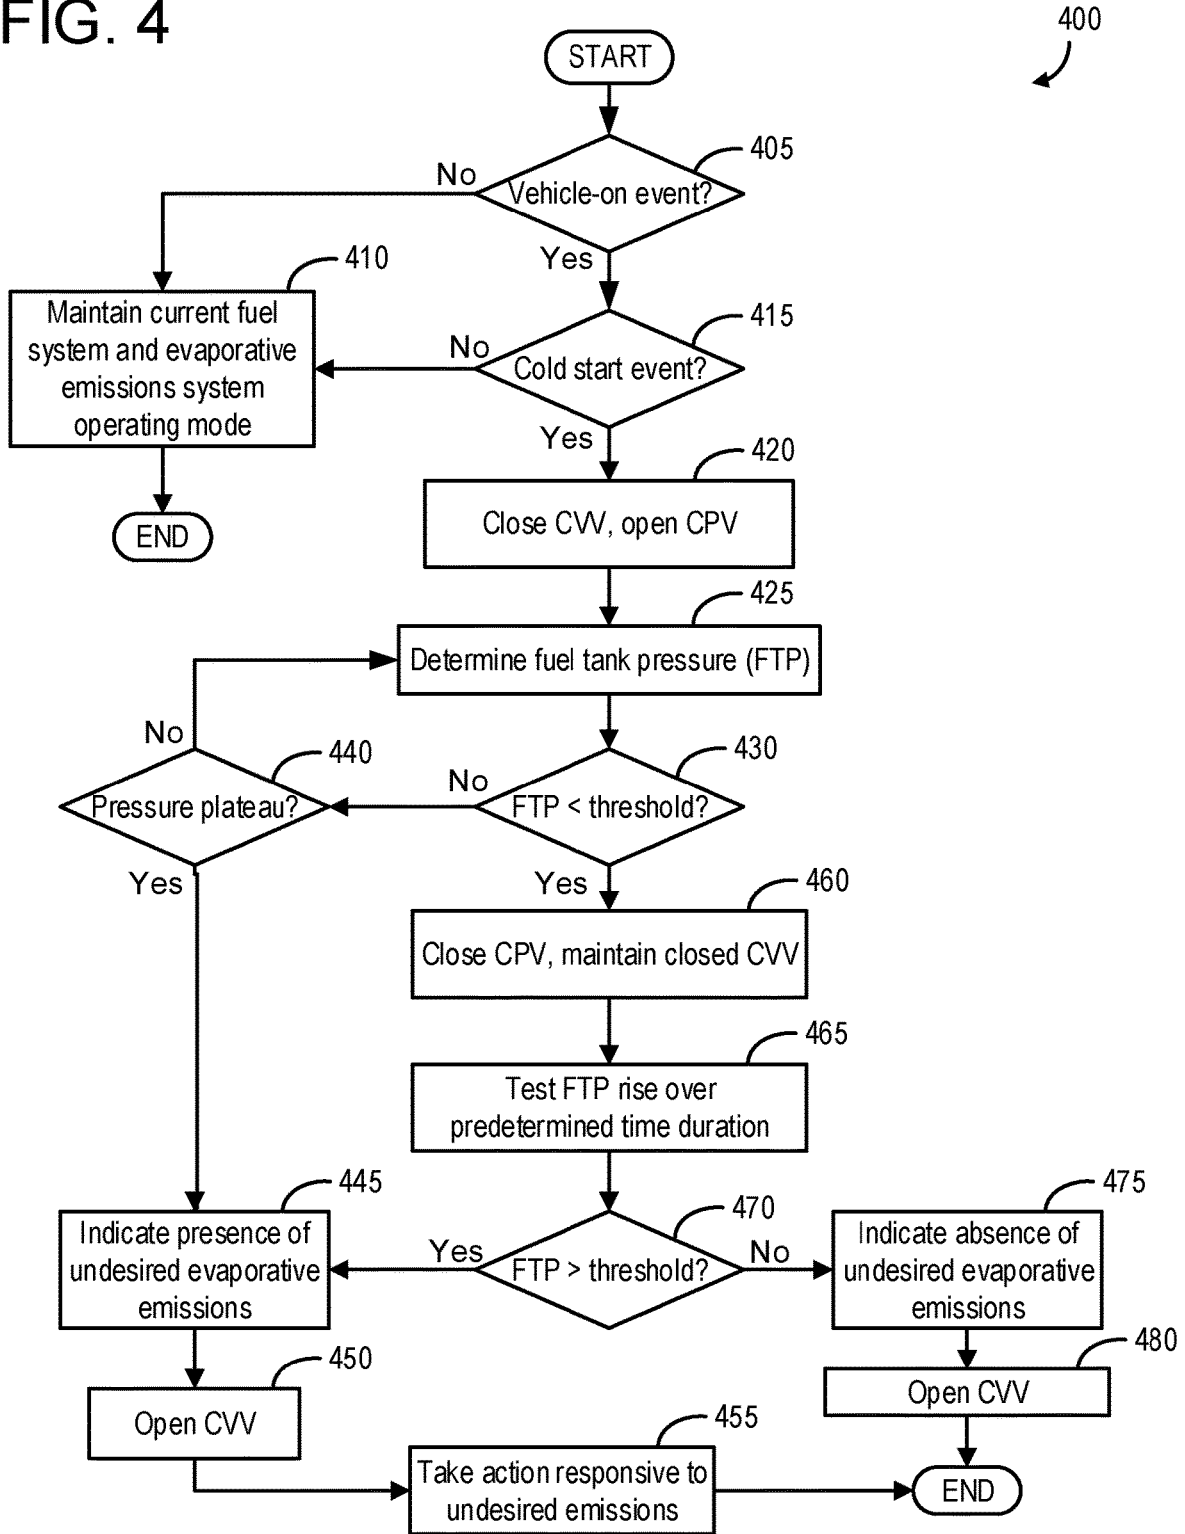 FIG. 4
400
START
405
Vehicle-on event?
No
Yes
410
Maintain current fuel
system and evaporative
emissions system
operating mode
415
Cold start event?
No
Yes
END
420
Close CVV, open CPV
425
Determine fuel tank pressure (FTP)
430
FTP < threshold?
No
Yes
440
Pressure plateau?
No
Yes
460
Close CPV, maintain closed CVV
465
Test FTP rise over
predetermined time duration
470
FTP > threshold?
Yes
No
445
Indicate presence of
undesired evaporative
emissions
475
Indicate absence of
undesired evaporative
emissions
450
Open CVV
480
Open CVV
455
Take action responsive to
undesired emissions
END